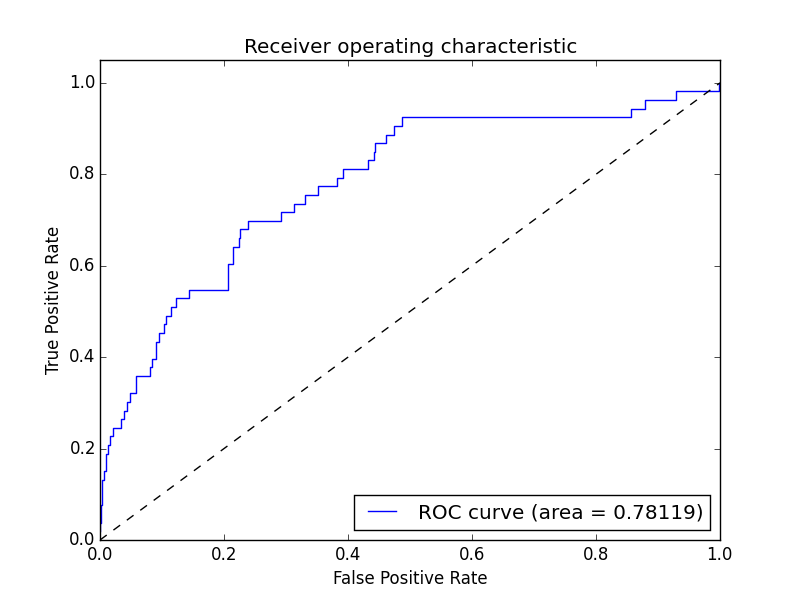 Receiver operating characteristic
True Positive Rate
1.0
0.8
0.6
0.4
0.2
0.0
ROC curve (area = 0.78119)
0.0 0.2 0.4 0.6 0.8 1.0
False Positive Rate